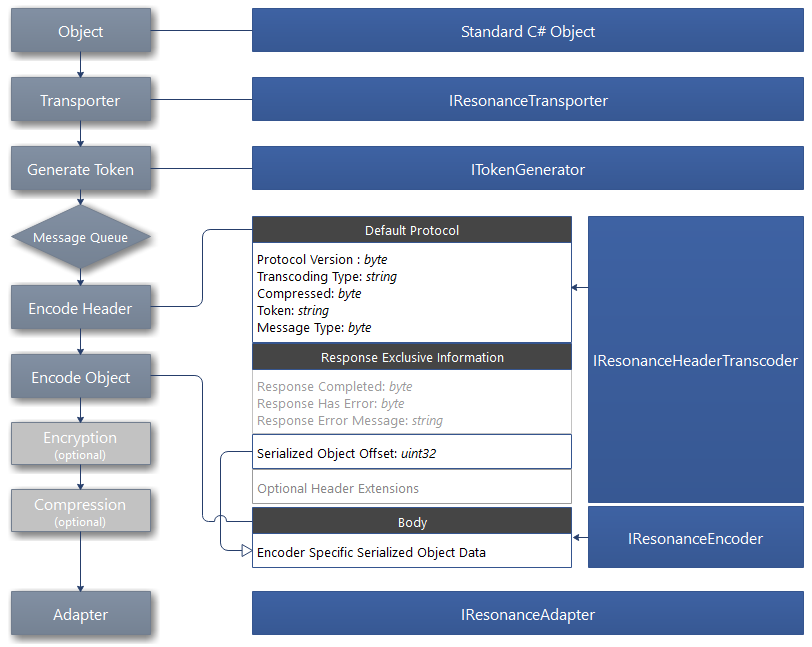 Object
Standard C# Object
Transporter
IResonanceTransporter
Generate Token
ITokenGenerator
Message Queue
Encode Header
Encode Object
Encryption
(optional)
Compression
(optional)
Adapter
Default Protocol
Protocol Version : byte
Transcoding Type: string
Compressed: byte
Token: string
Message Type: byte
Response Exclusive Information
Response Completed: byte
Response Has Error: byte
Response Error Message: string
Serialized Object Offset: uint32
Optional Header Extensions
Body
Encoder Specific Serialized Object Data
IResonanceHeaderTranscoder
IResonanceEncoder
IResonanceAdapter